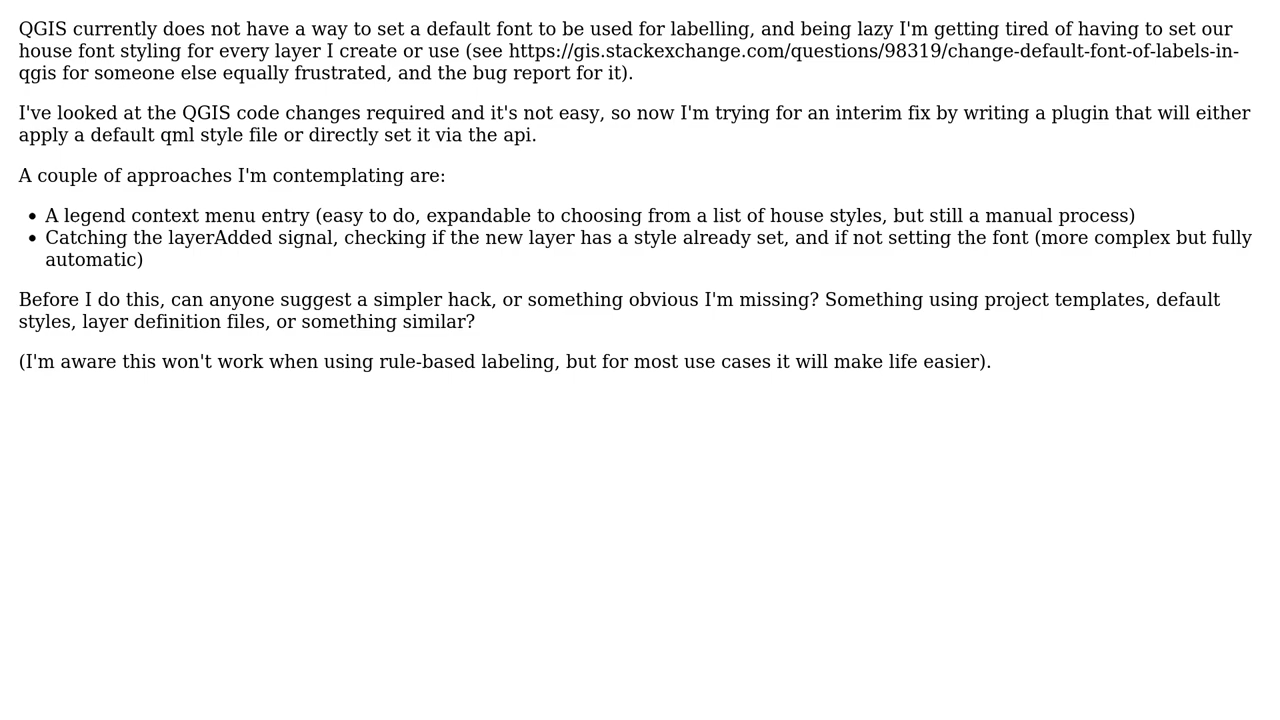 QGIS currently does not have a way to set a default font to be used for labelling, and being lazy I'm getting tired of having to set our
house font styling for every layer I create or use (see https://gis.stackexchange.com/questions/98319/change-default-font-of-labels-in-
qgis for someone else equally frustrated, and the bug report for it).
I've looked at the QGIS code changes required and it's not easy, so now I'm trying for an interim fix by writing a plugin that will either
apply a default qml style file or directly set it via the api.
A couple of approaches I'm contemplating are:
• A legend context menu entry (easy to do, expandable to choosing from a list of house styles, but still a manual process)
• Catching the layerAdded signal, checking if the new layer has a style already set, and if not setting the font (more complex but fully
automatic)
Before I do this, can anyone suggest a simpler hack, or something obvious I'm missing? Something using project templates, default
styles, layer definition files, or something similar?
(I'm aware this won't work when using rule-based labeling, but for most use cases it will make life easier).